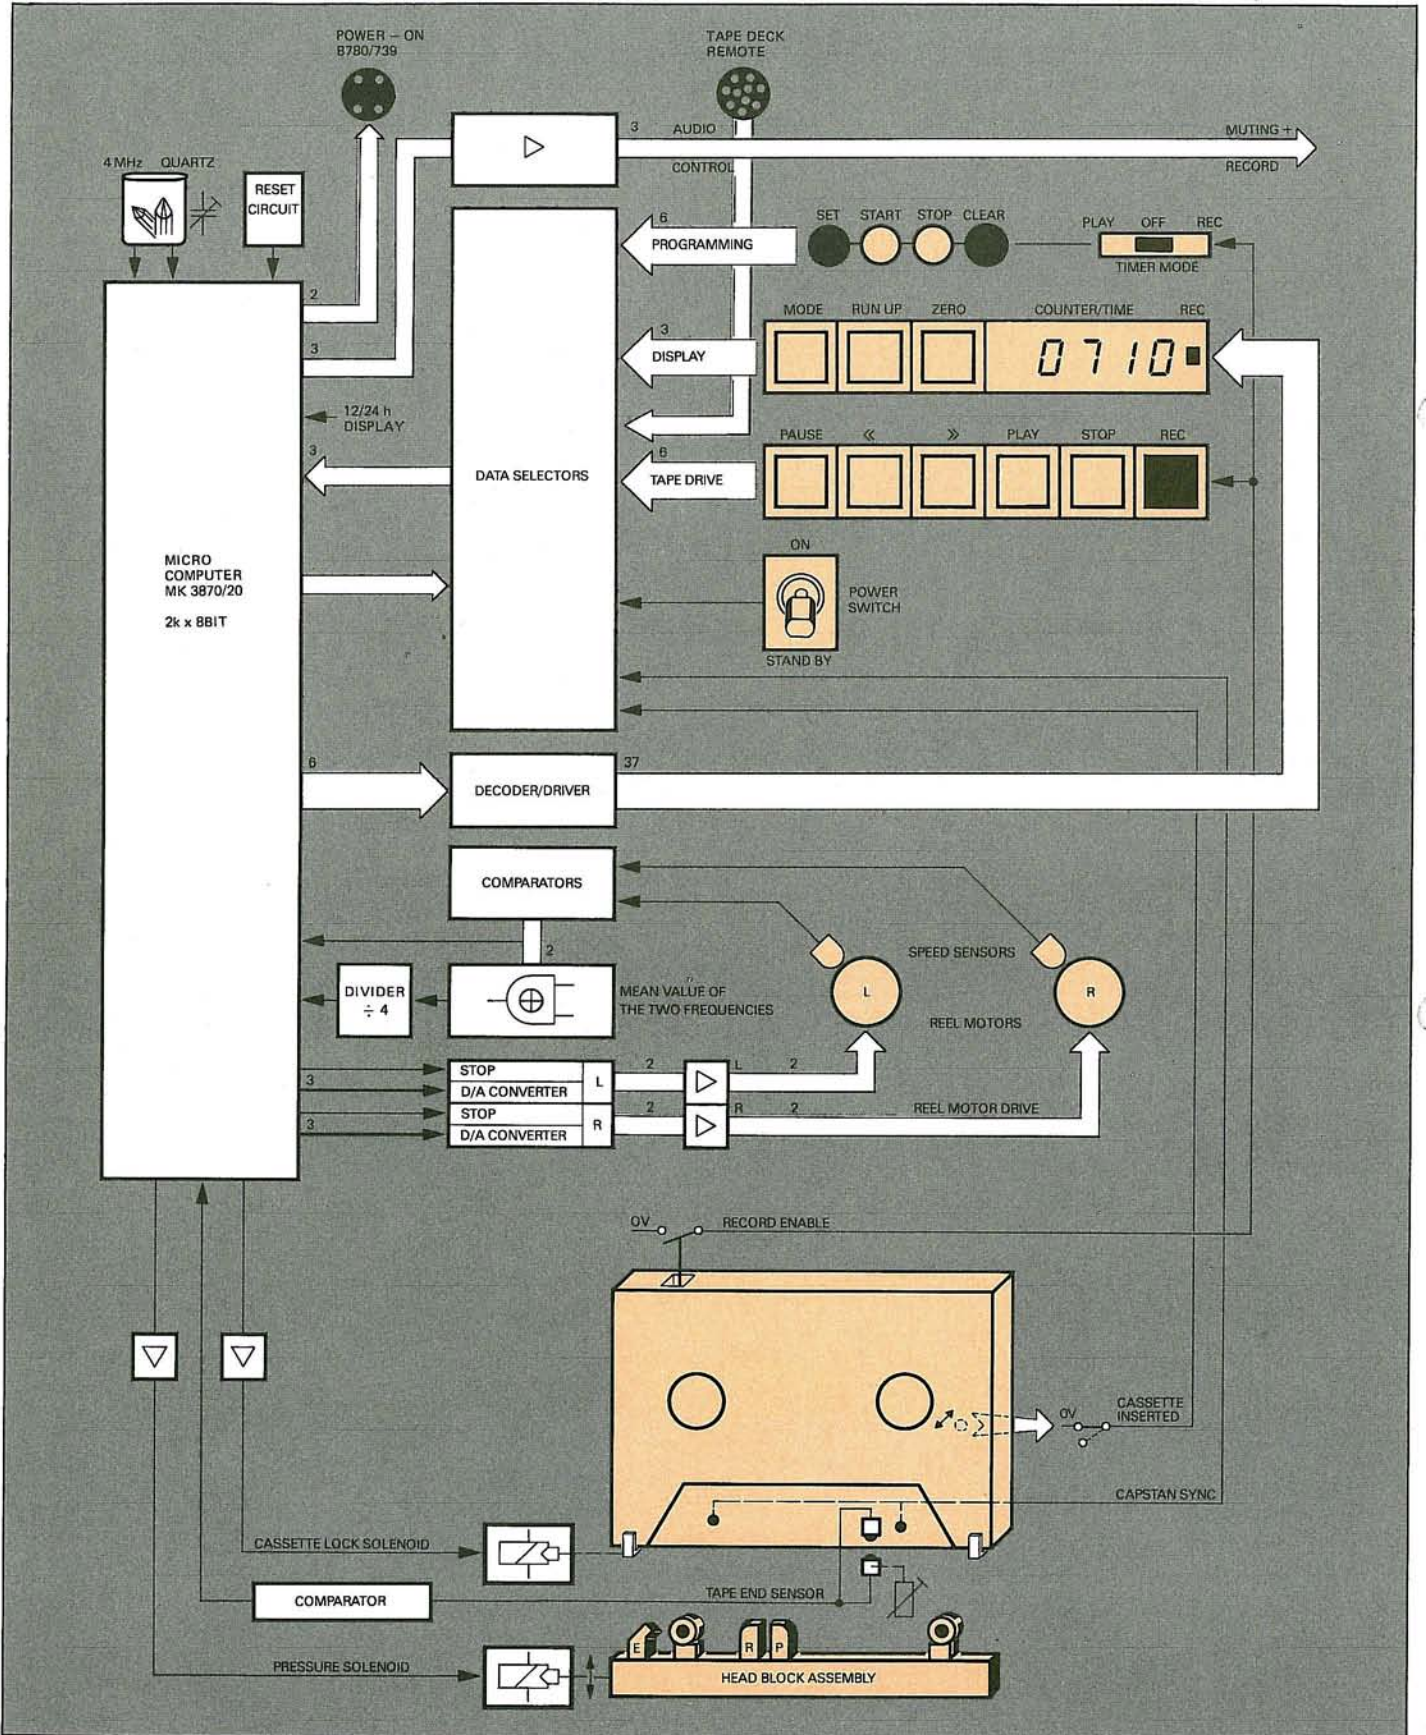 POWER – ON
B780/739
TAPE DECK
REMOTE
3
AUDIO
MUTING +
CONTROL
RECORD
4 MHz QUARTZ
RESET
CIRCUIT
6
PROGRAMMING
SET
START
STOP
CLEAR
PLAY
OFF
REC
TIMER MODE
2
3
MODE
RUN UP
ZERO
COUNTER/TIME
REC
3
DISPLAY
0710
12/24 h
DISPLAY
3
PAUSE
«
»
PLAY
STOP
REC
6
TAPE DRIVE
DATA SELECTORS
MICRO
COMPUTER
MK 3870/20
2k x 8BIT
ON
POWER
SWITCH
STAND BY
6
DECODER/DRIVER
37
COMPARATORS
2
SPEED SENSORS
L
R
DIVIDER
÷ 4
MEAN VALUE OF
THE TWO FREQUENCIES
REEL MOTORS
STOP
3
D/A CONVERTER
L
2
L
2
STOP
3
D/A CONVERTER
R
2
R
2
REEL MOTOR DRIVE
0V
RECORD ENABLE
0V
CASSETTE
INSERTED
CAPSTAN SYNC
CASSETTE LOCK SOLENOID
COMPARATOR
TAPE END SENSOR
E
R
P
PRESSURE SOLENOID
HEAD BLOCK ASSEMBLY